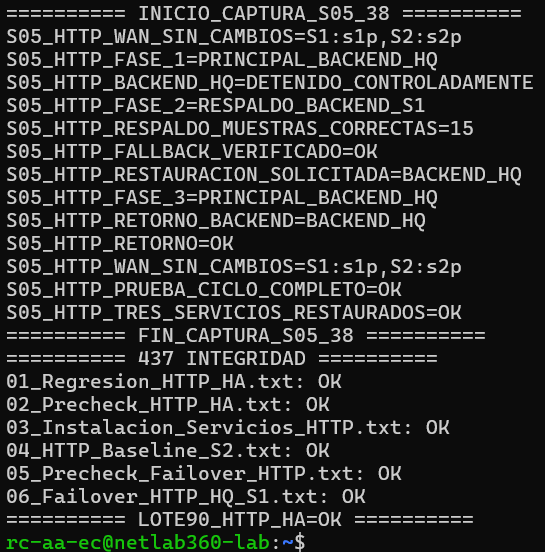 ========== INICIO_CAPTURA_S05_38 ==========
S05_HTTP_WAN_SIN_CAMBIOS=S1:s1p,S2:s2p
S05_HTTP_FASE_1=PRINCIPAL_BACKEND_HQ
S05_HTTP_BACKEND_HQ=DETENIDO_CONTROLADAMENTE
S05_HTTP_FASE_2=RESPALDO_BACKEND_S1
S05_HTTP_RESPALDO_MUESTRAS_CORRECTAS=15
S05_HTTP_FALLBACK_VERIFICADO=OK
S05_HTTP_RESTAURACION_SOLICITADA=BACKEND_HQ
S05_HTTP_FASE_3=PRINCIPAL_BACKEND_HQ
S05_HTTP_RETORNO_BACKEND=BACKEND_HQ
S05_HTTP_RETORNO=OK
S05_HTTP_WAN_SIN_CAMBIOS=S1:s1p,S2:s2p
S05_HTTP_PRUEBA_CICLO_COMPLETO=OK
S05_HTTP_TRES_SERVICIOS_RESTAURADOS=OK
========== FIN_CAPTURA_S05_38 ==========
========== 437 INTEGRIDAD ==========
01_Regresion_HTTP_HA.txt: OK
02_Precheck_HTTP_HA.txt: OK
03_Instalacion_Servicios_HTTP.txt: OK
04_HTTP_Baseline_S2.txt: OK
05_Precheck_Failover_HTTP.txt: OK
06_Failover_HTTP_HQ_S1.txt: OK
========== LOTE90_HTTP_HA=OK ==========
rc-aa-ec@netlab360-lab:~$